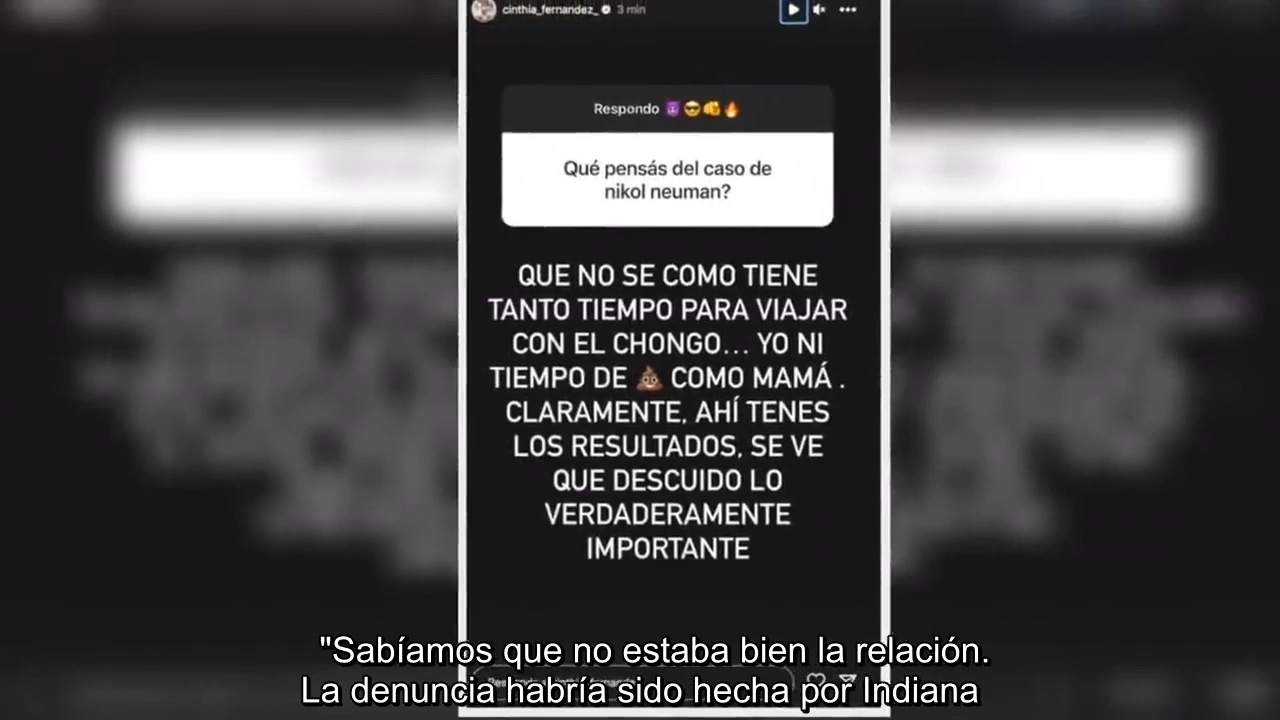 cinthia_fernandez_ 3 min
Respondo 😈😎🫵🔥
Qué pensás del caso de
nikol neuman?
QUE NO SE COMO TIENE
TANTO TIEMPO PARA VIAJAR
CON EL CHONGO... YO NI
TIEMPO DE 💩 COMO MAMÁ .
CLARAMENTE, AHÍ TENES
LOS RESULTADOS, SE VE
QUE DESCUIDO LO
VERDADERAMENTE
IMPORTANTE
"Sabíamos que no estaba bien la relación.
La denuncia habría sido hecha por Indiana